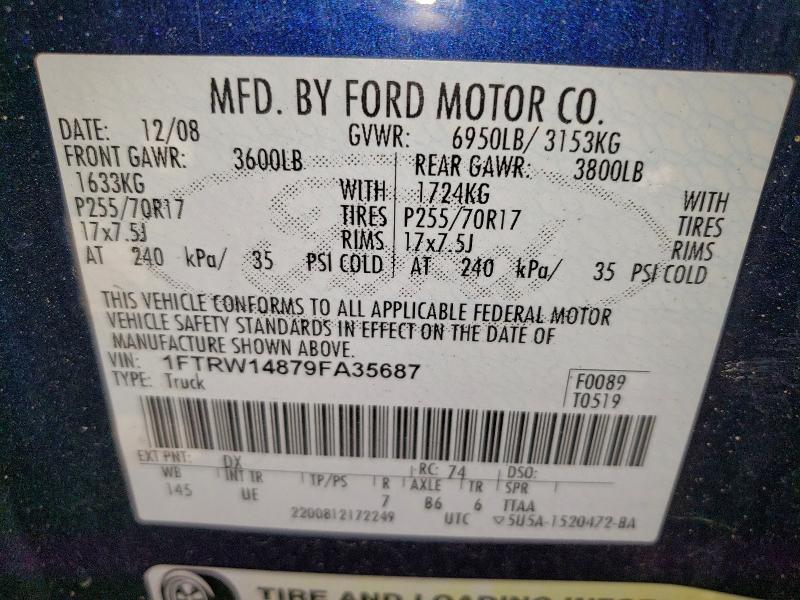 MFD. BY FORD MOTOR CO.
DATE: 12/08 GVWR: 6950LB/ 3153KG
FRONT GAWR: 3600LB REAR GAWR: 3800LB
1633KG WITH 1724KG WITH
P255/70R17 TIRES P255/70R17 TIRES
17x7.5J RIMS 17x7.5J RIMS
AT 240 kPa/ 35 PSI COLD AT 240 kPa/ 35 PSI COLD
THIS VEHICLE CONFORMS TO ALL APPLICABLE FEDERAL MOTOR
VEHICLE SAFETY STANDARDS IN EFFECT ON THE DATE OF
MANUFACTURE SHOWN ABOVE.
VIN: 1FTRW14879FA35687
TYPE: Truck
F0089
T0519
EXT PNT: DX RC: 74 DSO:
WB INT TR TP/PS R AXLE TR SPR
145 UE 7 B6 6 TTAA
2200812172249 UTC ▽5U5A-1520472-BA
TIRE AND LOADING